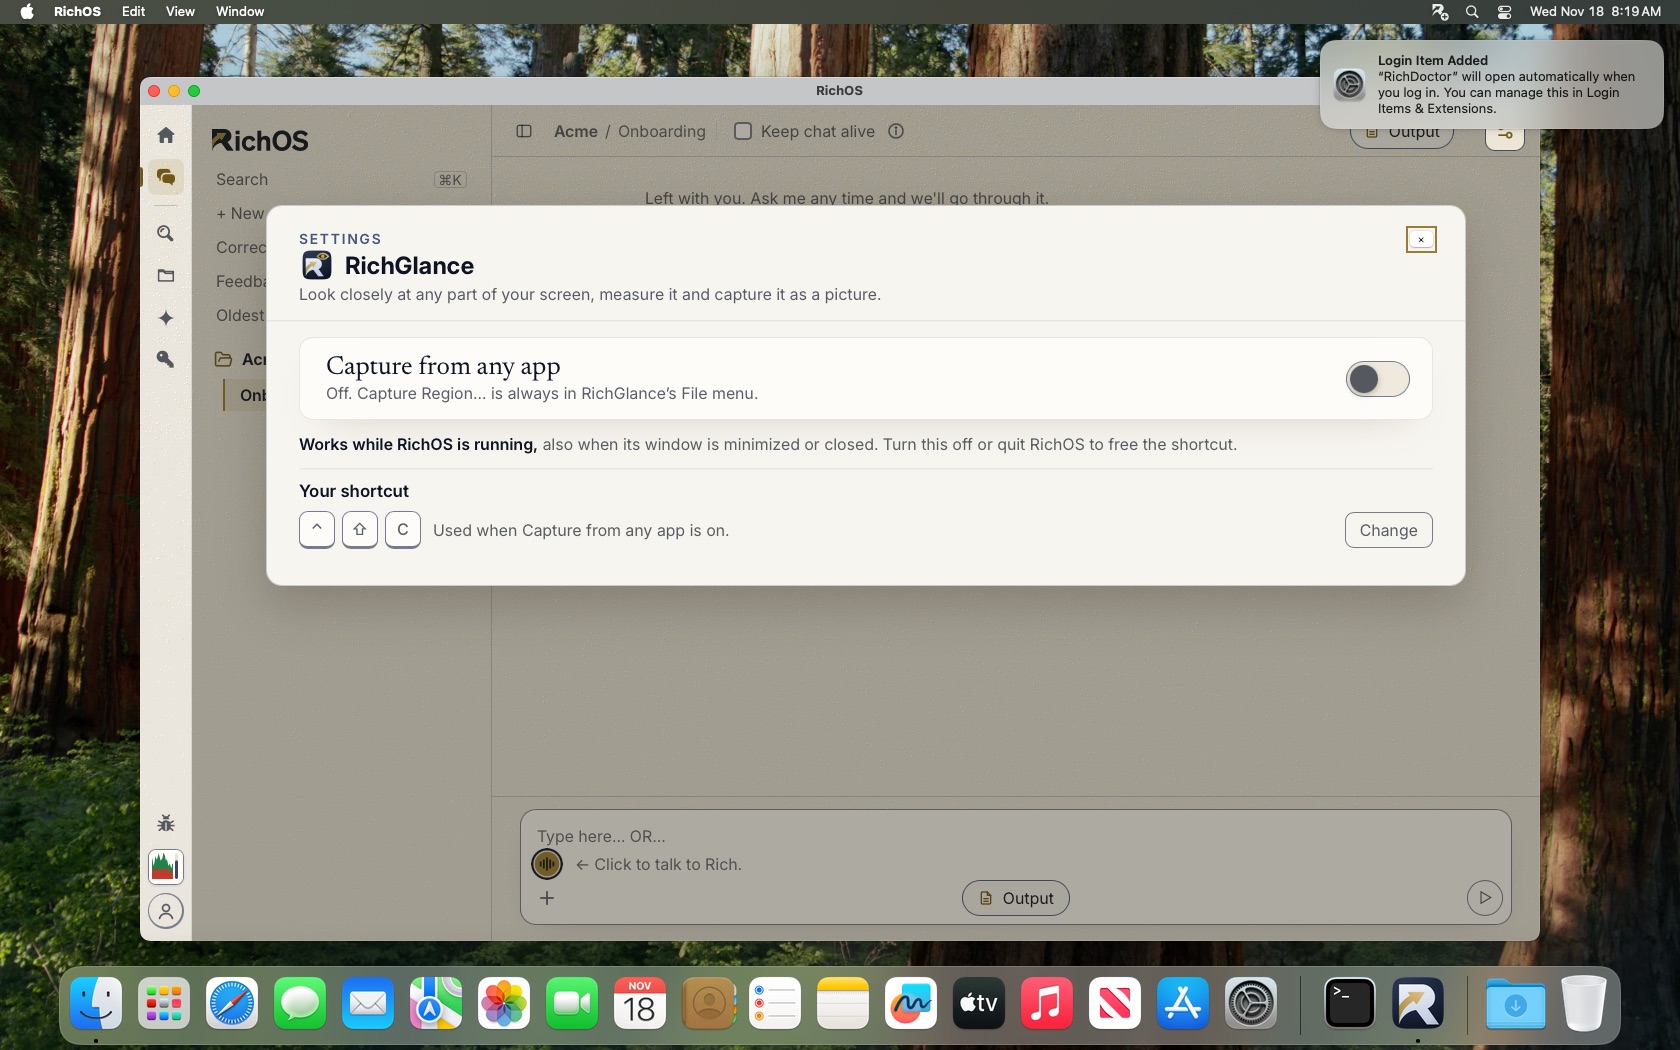 RichOS Edit View Window
Wed Nov 18 8:19 AM
Login Item Added
“RichDoctor” will open automatically when
you log in. You can manage this in Login
Items & Extensions.
RichOS
RichOS
Search ⌘K
+ New
Correc
Feedba
Oldest
Acme / Onboarding
Keep chat alive
Output
Left with you. Ask me any time and we'll go through it.
SETTINGS
RichGlance
Look closely at any part of your screen, measure it and capture it as a picture.
Capture from any app
Off. Capture Region... is always in RichGlance’s File menu.
Works while RichOS is running, also when its window is minimized or closed. Turn this off or quit RichOS to free the shortcut.
Your shortcut
^ ⇧ C Used when Capture from any app is on.
Change
Type here... OR...
← Click to talk to Rich.
Output
NOV
18
tv
>_